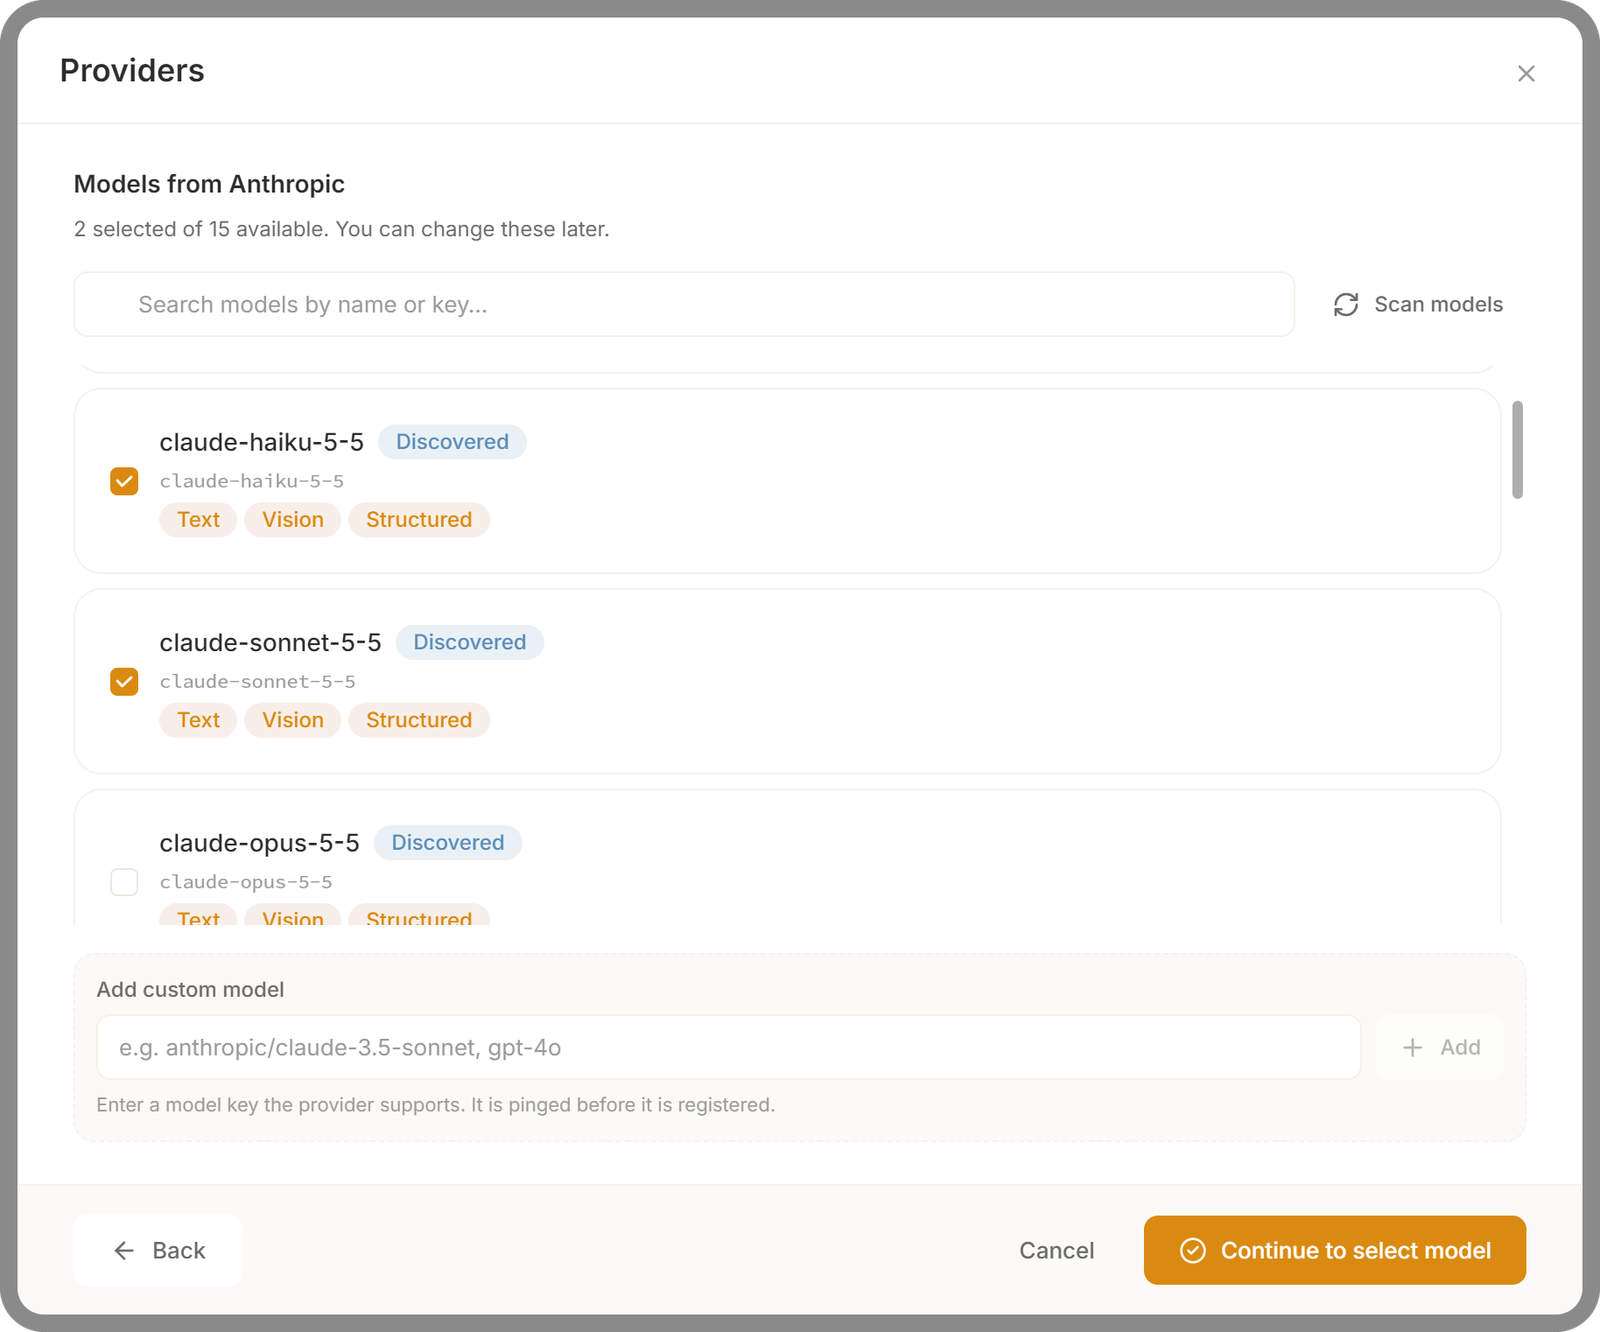 Providers
Models from Anthropic
2 selected of 15 available. You can change these later.
Search models by name or key...
Scan models
claude-haiku-5-5 Discovered
claude-haiku-5-5
Text Vision Structured
claude-sonnet-5-5 Discovered
claude-sonnet-5-5
Text Vision Structured
claude-opus-5-5 Discovered
claude-opus-5-5
Text Vision Structured
Add custom model
e.g. anthropic/claude-3.5-sonnet, gpt-4o
Add
Enter a model key the provider supports. It is pinged before it is registered.
Back
Cancel
Continue to select model